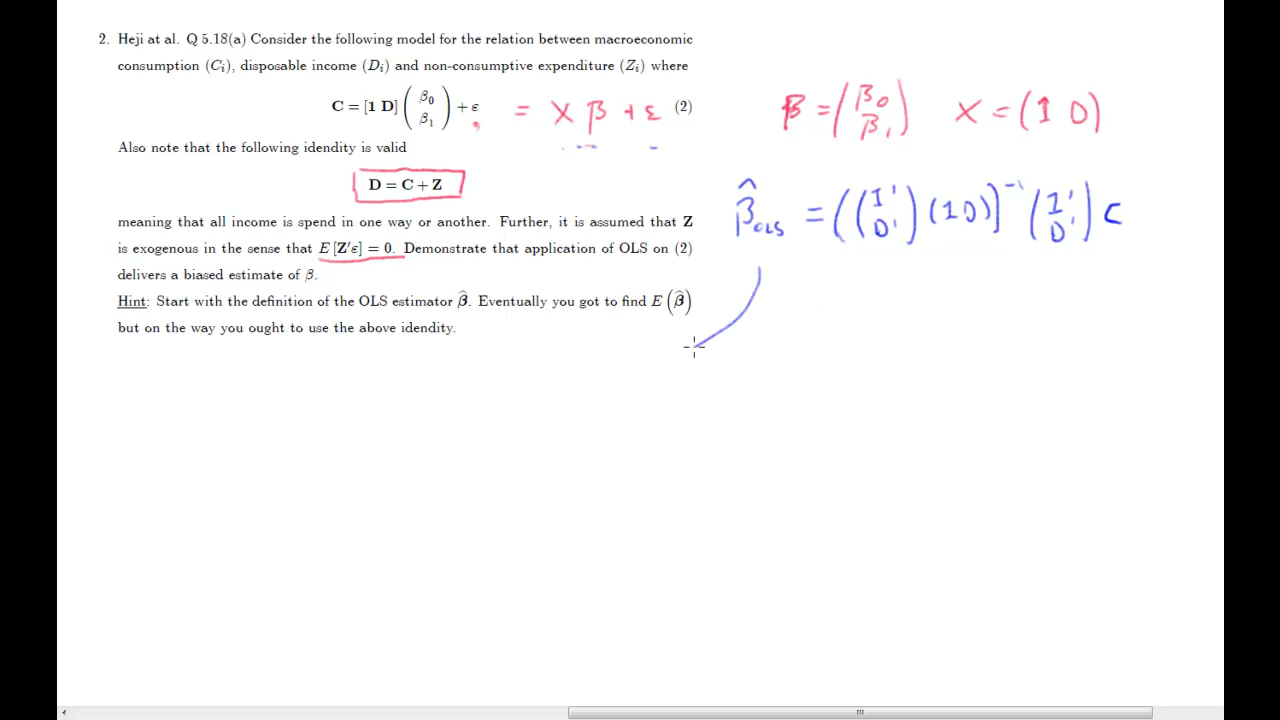 2. Heji at al. Q 5.18(a) Consider the following model for the relation between macroeconomic
consumption (Cᵢ), disposable income (Dᵢ) and non-consumptive expenditure (Zᵢ) where
C = [1 D] (β₀ β₁) + ε = X β + ε (2)
β = (β₀ β₁) X = (1 D)
Also note that the following idendity is valid
D = C + Z
β̂OLS = ((1' D') (1 D))⁻¹ (1' D') C
meaning that all income is spend in one way or another. Further, it is assumed that Z
is exogenous in the sense that E [Z'ε] = 0. Demonstrate that application of OLS on (2)
delivers a biased estimate of β.
Hint: Start with the definition of the OLS estimator β̂. Eventually you got to find E (β̂)
but on the way you ought to use the above idendity.